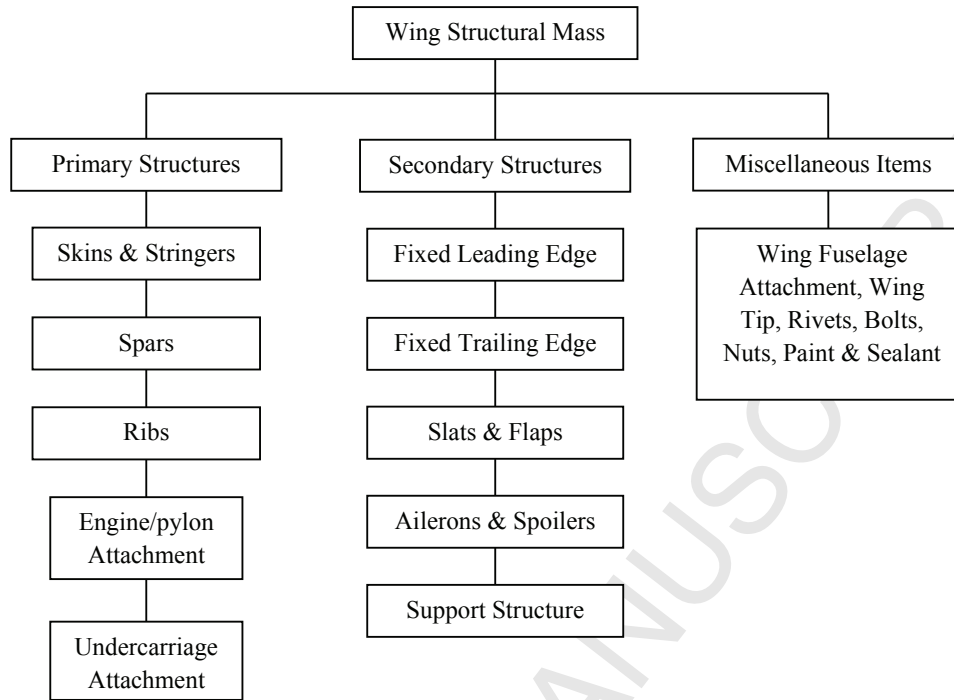 Wing Structural Mass
Primary Structures
Skins & Stringers
Spars
Ribs
Engine/pylon
Attachment
Undercarriage
Attachment
Secondary Structures
Fixed Leading Edge
Fixed Trailing Edge
Slats & Flaps
Ailerons & Spoilers
Support Structure
Miscellaneous Items
Wing Fuselage
Attachment, Wing
Tip, Rivets, Bolts,
Nuts, Paint & Sealant